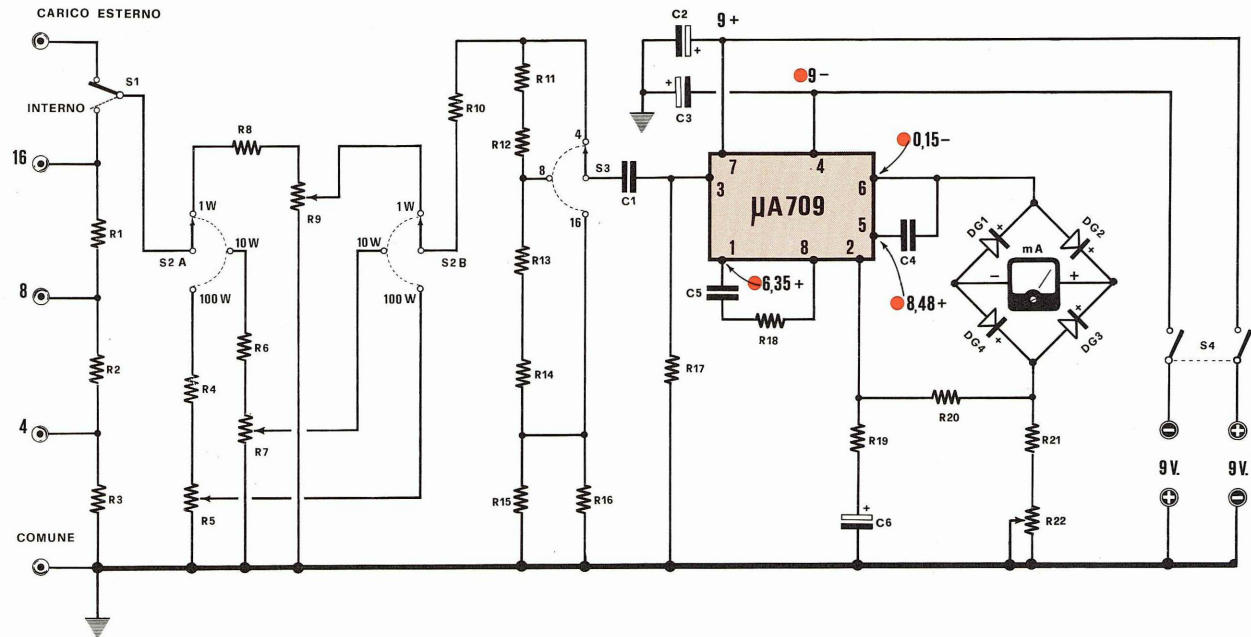 CARICO ESTERNO
S1
INTERNO
16
R1
8
R2
4
R3
COMUNE
R8
1W
10W
S2A
100W
R9
R6
R4
R7
R5
1W
10W
S2B
100W
R10
R11
R12
4
8
S3
16
R13
R14
R15
R16
C1
R17
C2
+
9+
+
C3
9-
7
4
3
µA709
6
5
1
8
2
0,15-
C4
8,48+
C5
6,35+
R18
DG1
+
DG2
+
mA
-
+
DG4
+
DG3
+
R20
R19
R21
+
C6
R22
S4
-
+
9V.
9V.
+
-